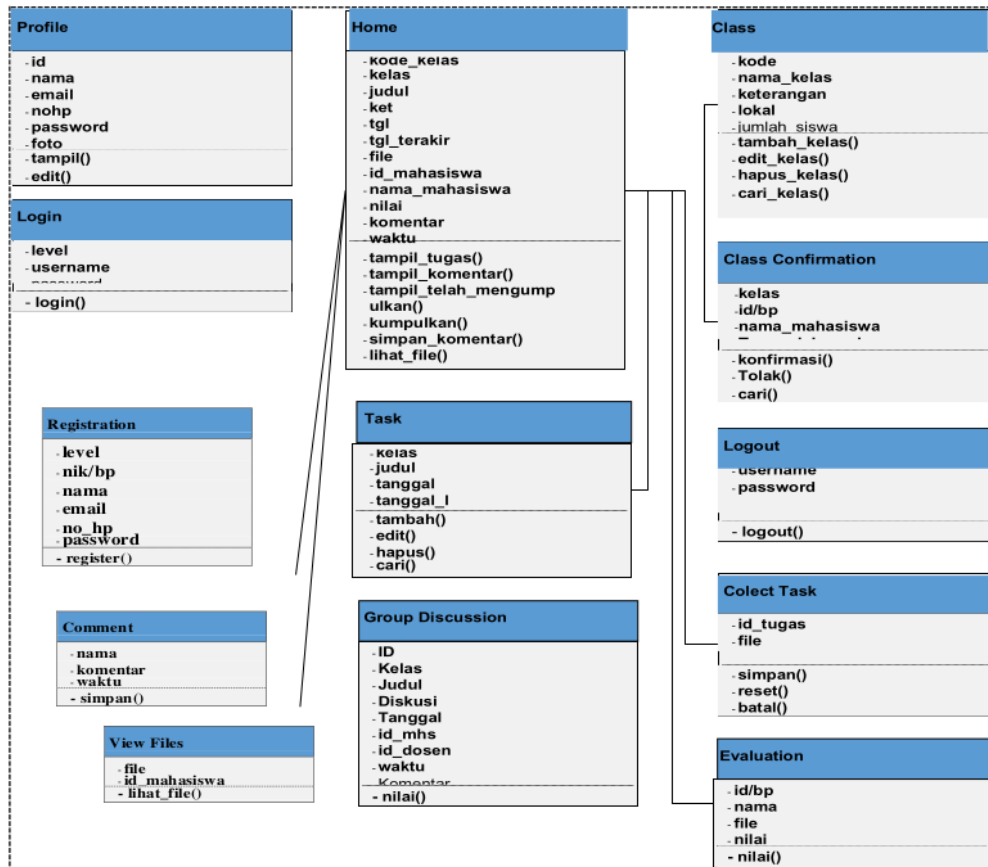 Profile
- id
- nama
- email
- nohp
- password
- foto
- tampil()
- edit()
Login
- level
- username
- password
- login()
Registration
- level
- nik/bp
- nama
- email
- no_hp
- password
- register()
Comment
- nama
- komentar
- waktu
- simpan()
View Files
- file
- id_mahasiswa
- lihat_file()
Home
- kode_kelas
- kelas
- judul
- ket
- tgl
- tgl_terakir
- file
- id_mahasiswa
- nama_mahasiswa
- nilai
- komentar
- waktu
- tampil_tugas()
- tampil_komentar()
- tampil_telah_mengump
ulkan()
- kumpulkan()
- simpan_komentar()
- lihat_file()
Task
- kelas
- judul
- tanggal
- tanggal_l
- tambah()
- edit()
- hapus()
- cari()
Group Discussion
- ID
- Kelas
- Judul
- Diskusi
- Tanggal
- id_mhs
- id_dosen
- waktu
- Komentar
- nilai()
Class
- kode
- nama_kelas
- keterangan
- lokal
- jumlah_siswa
- tambah_kelas()
- edit_kelas()
- hapus_kelas()
- cari_kelas()
Class Confirmation
- kelas
- id/bp
- nama_mahasiswa
- konfirmasi()
- Tolak()
- cari()
Logout
- username
- password
- logout()
Colect Task
- id_tugas
- file
- simpan()
- reset()
- batal()
Evaluation
- id/bp
- nama
- file
- nilai
- nilai()